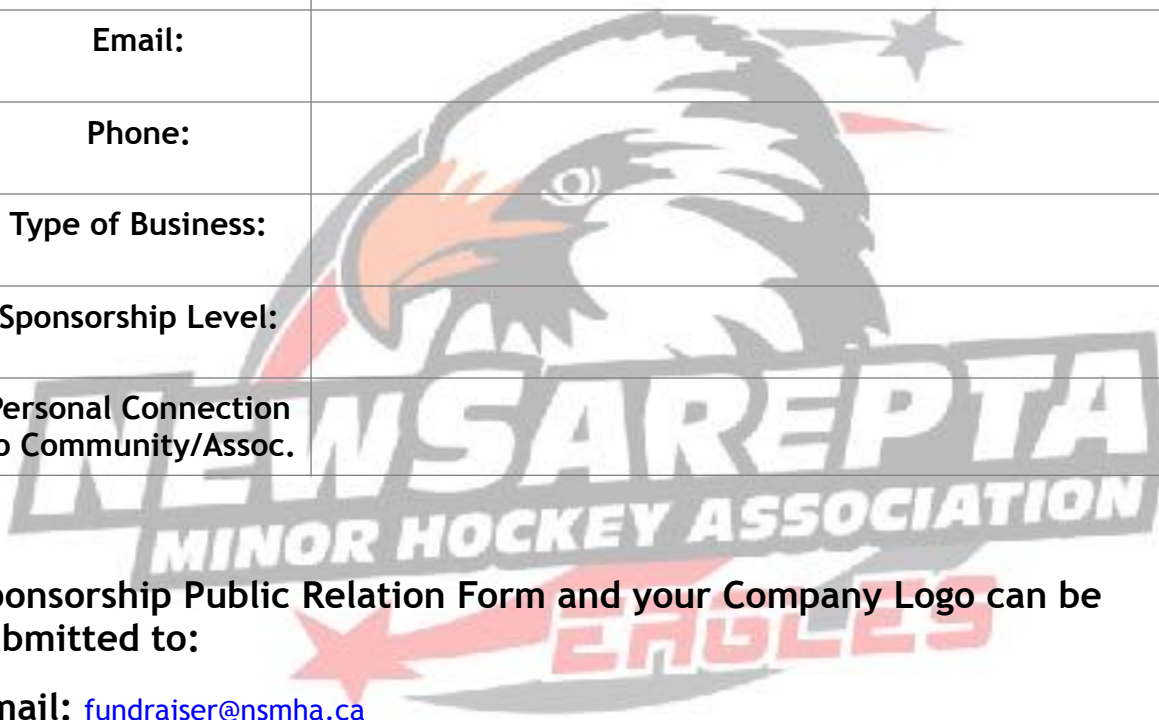 Email:
Phone:
Type of Business:
Sponsorship Level:
Personal Connection
o Community/Assoc.
NEW SAREPTA
MINOR HOCKEY ASSOCIATION
EAGLES
ponsorship Public Relation Form and your Company Logo can be
bmitted to:
mail: fundraiser@nsmha.ca